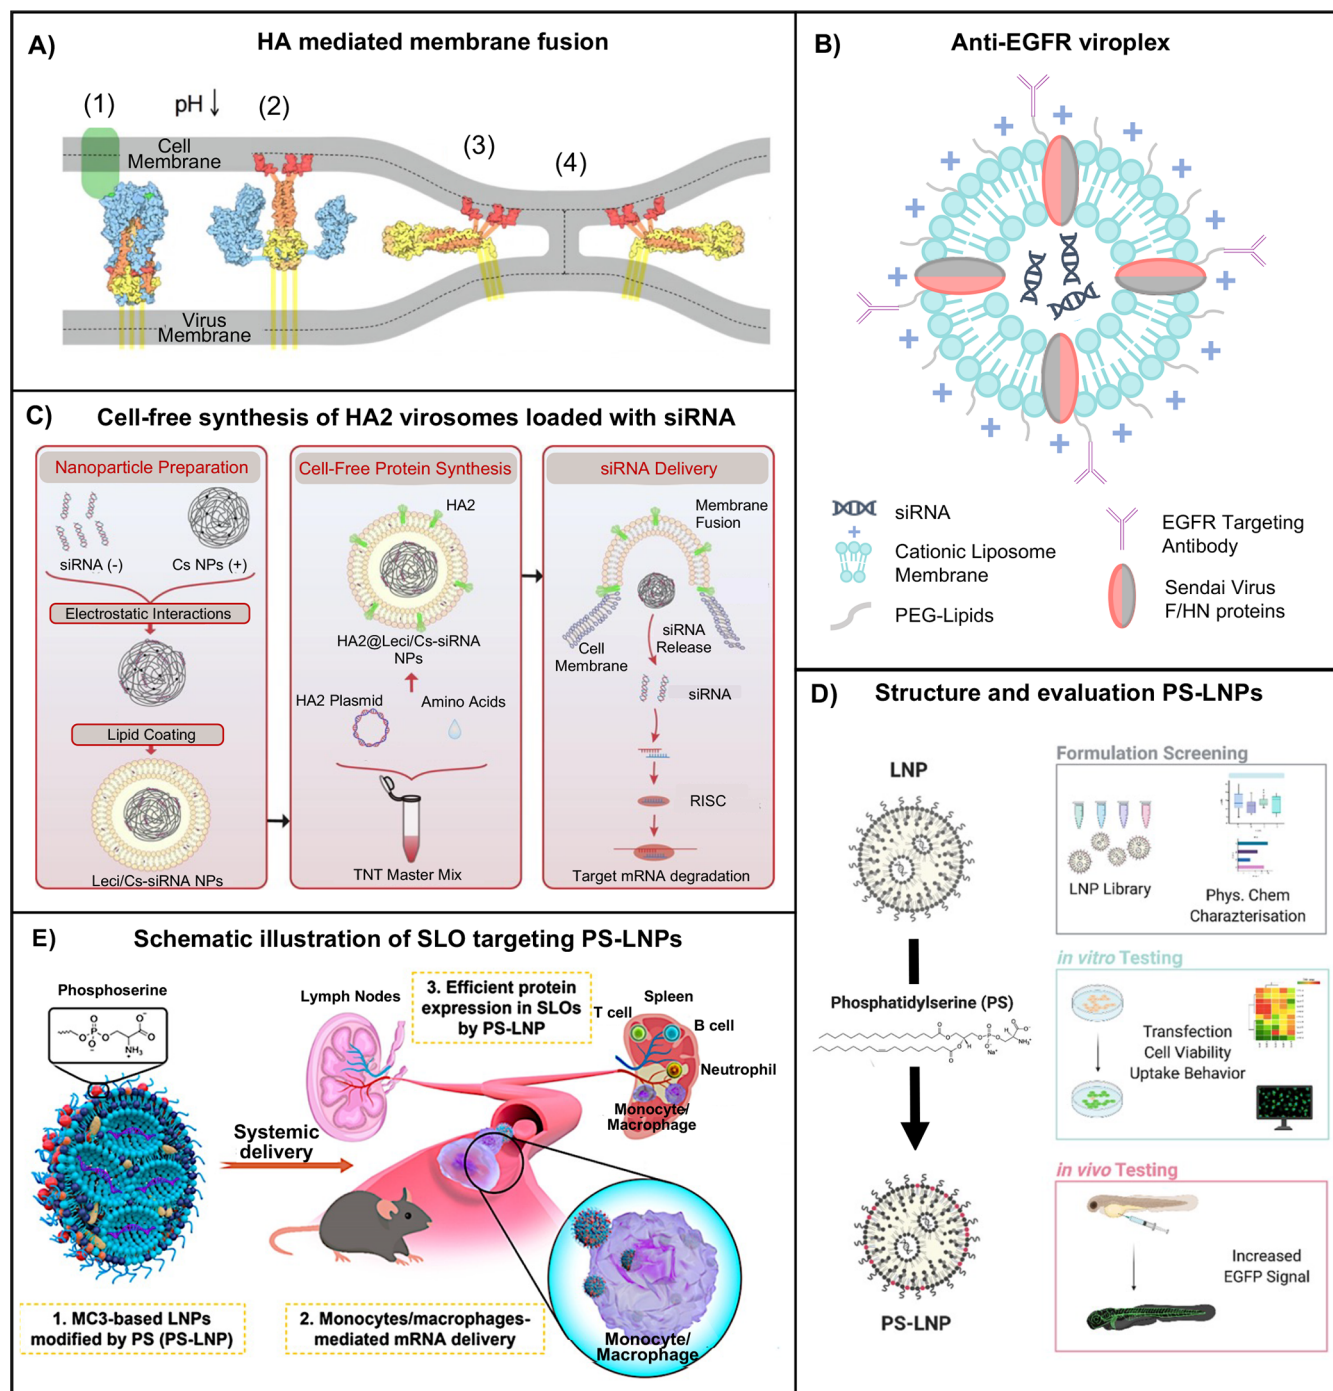 A)
HA mediated membrane fusion
(1)
pH ↓
(2)
(3)
(4)
Cell
Membrane
Virus
Membrane
B)
Anti-EGFR viroplex
siRNA
Cationic Liposome
Membrane
PEG-Lipids
EGFR Targeting
Antibody
Sendai Virus
F/HN proteins
C)
Cell-free synthesis of HA2 virosomes loaded with siRNA
Nanoparticle Preparation
siRNA (-)
Cs NPs (+)
Electrostatic Interactions
Lipid Coating
Leci/Cs-siRNA NPs
Cell-Free Protein Synthesis
HA2
HA2@Leci/Cs-siRNA
NPs
HA2 Plasmid
Amino Acids
TNT Master Mix
siRNA Delivery
Membrane
Fusion
Cell
Membrane
siRNA
Release
siRNA
RISC
Target mRNA degradation
D)
Structure and evaluation PS-LNPs
LNP
Phosphatidylserine (PS)
PS-LNP
Formulation Screening
LNP Library
Phys. Chem
Charazterisation
in vitro Testing
Transfection
Cell Viability
Uptake Behavior
in vivo Testing
Increased
EGFP Signal
E)
Schematic illustration of SLO targeting PS-LNPs
Phosphoserine
Systemic
delivery
1. MC3-based LNPs
modified by PS (PS-LNP)
Lymph Nodes
3. Efficient protein
expression in SLOs
by PS-LNP
Spleen
T cell
B cell
Neutrophil
Monocyte/
Macrophage
2. Monocytes/macrophages-
mediated mRNA delivery
Monocyte/
Macrophage